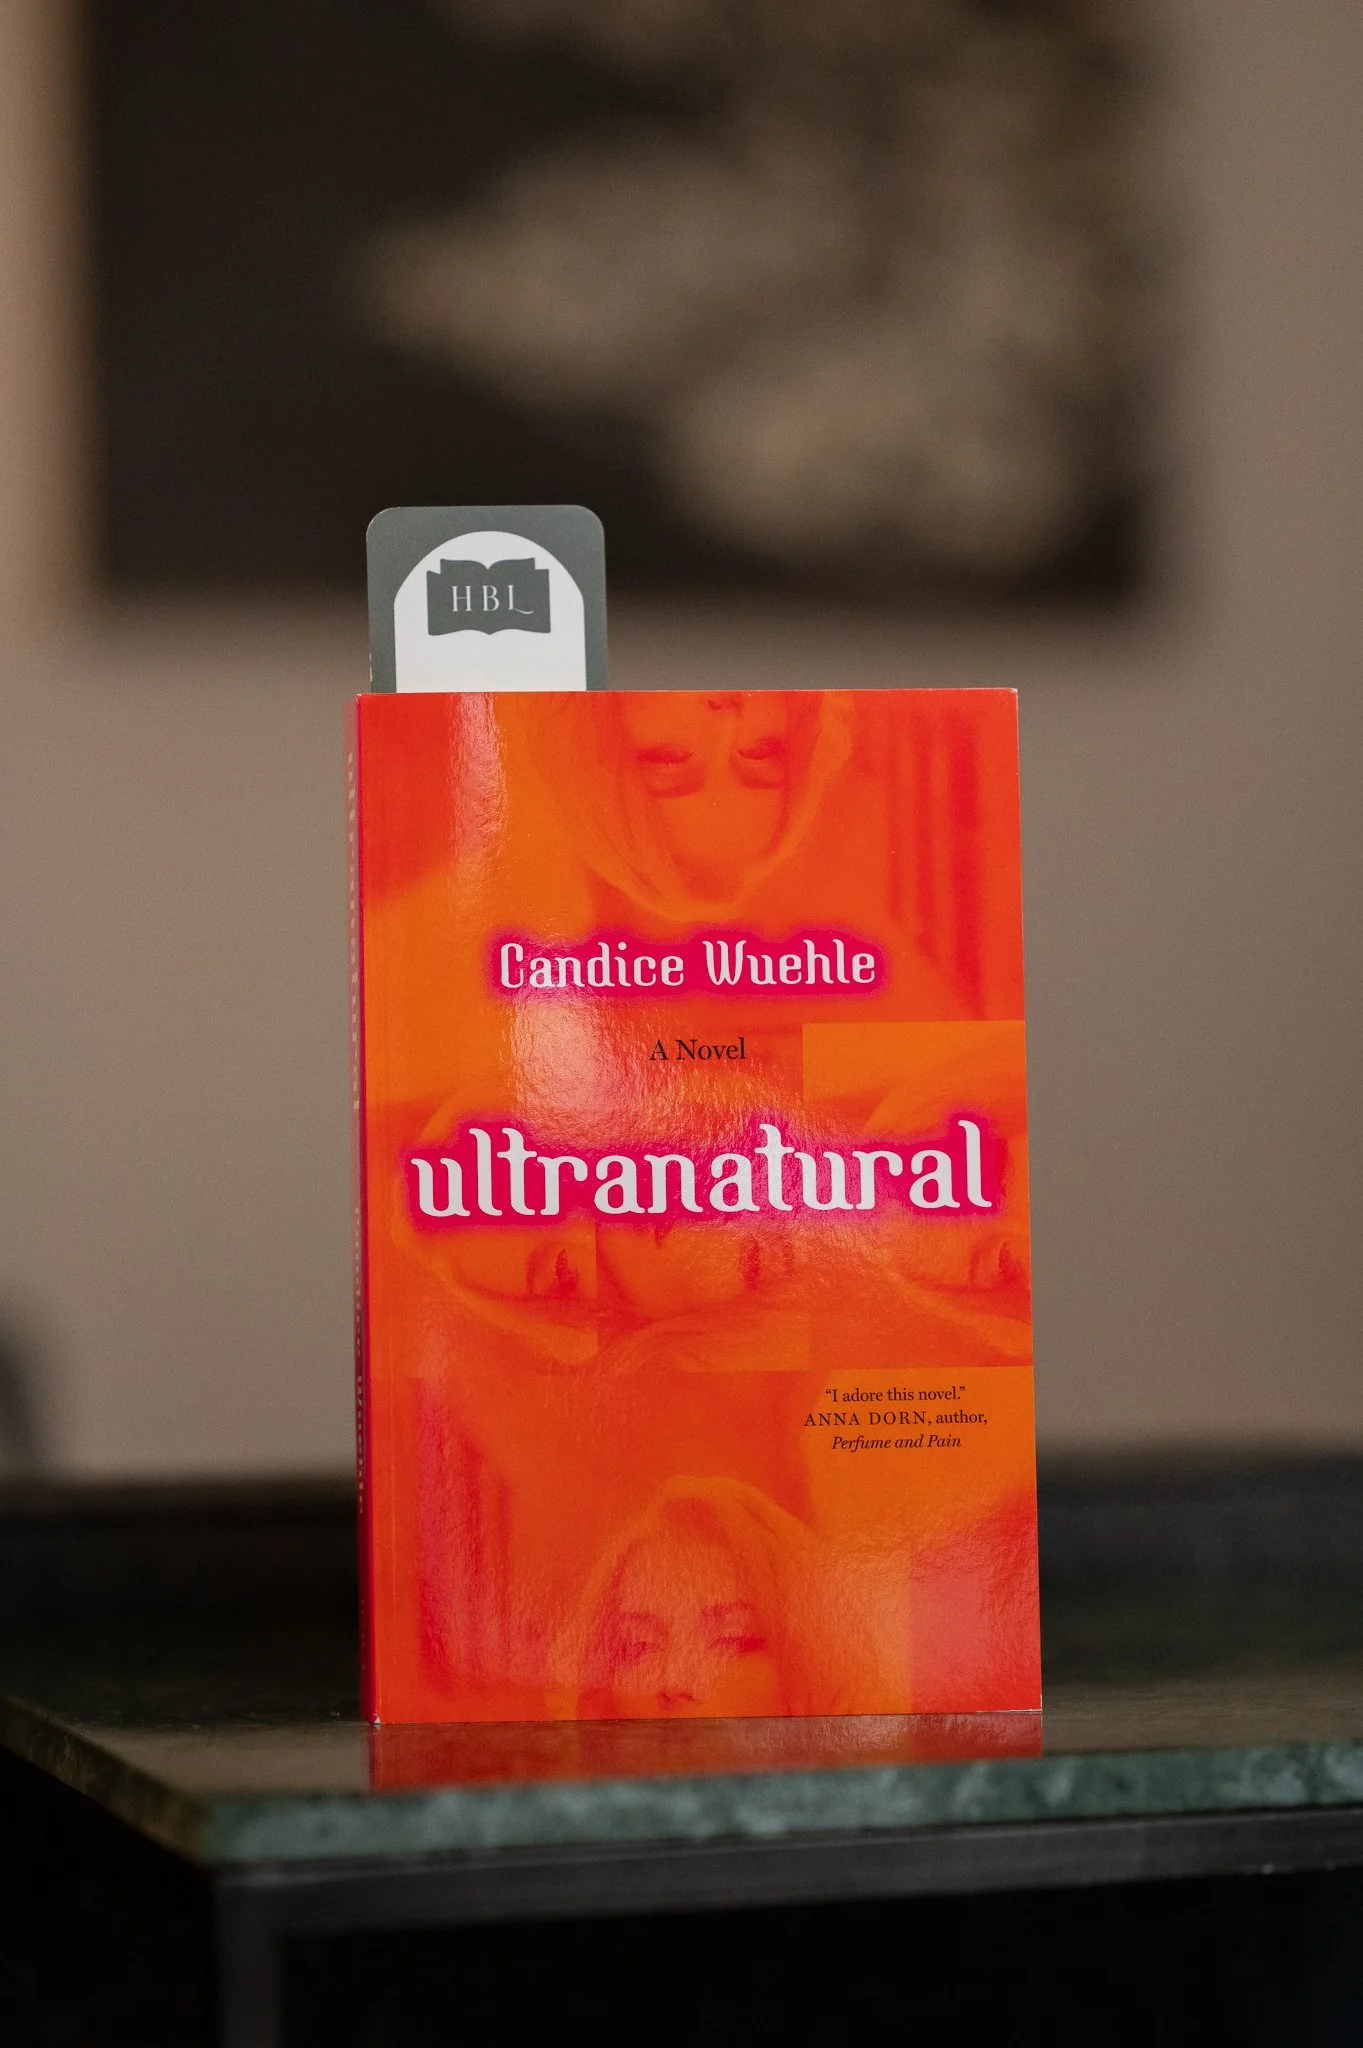 HBL
Candice Wuehle
A Novel
ultranatural
“I adore this novel.”
ANNA DORN, author,
Perfume and Pain